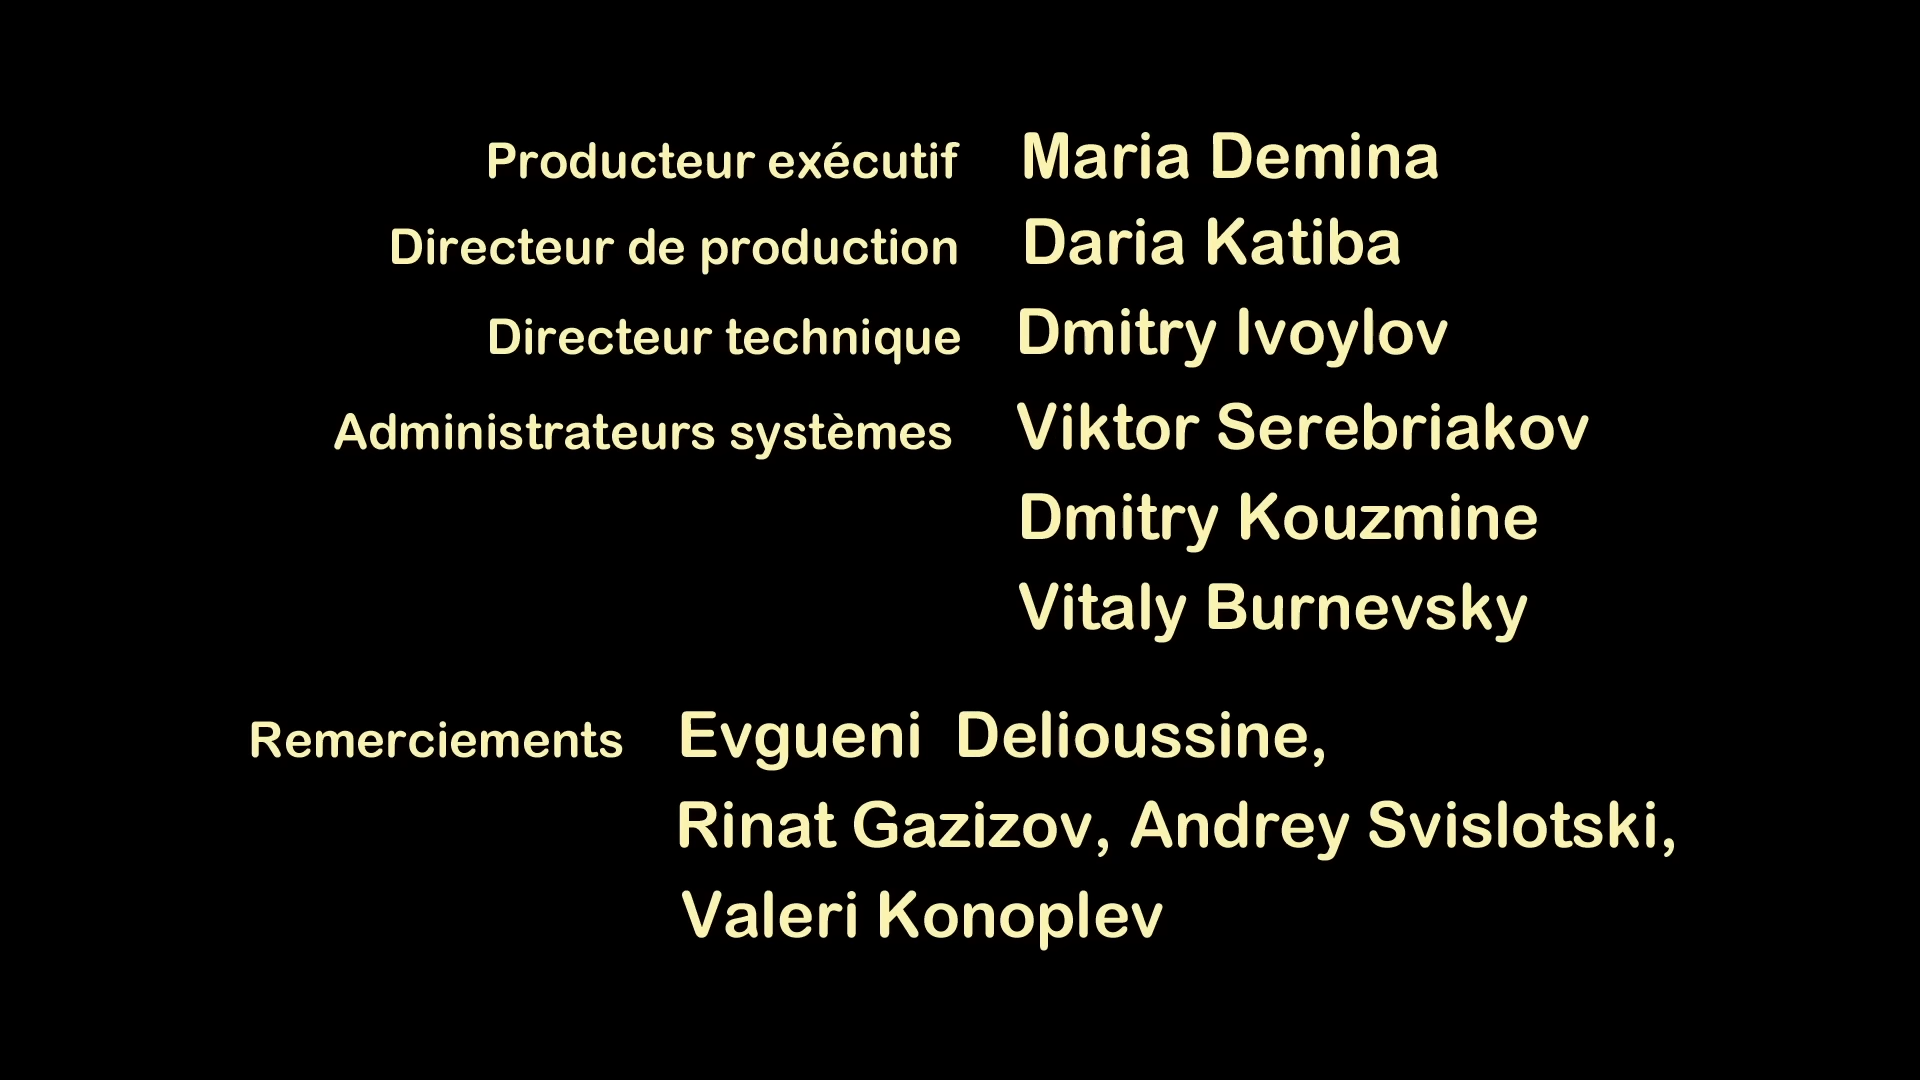 Producteur exécutif Maria Demina
Directeur de production Daria Katiba
Directeur technique Dmitry Ivoylov
Administrateurs systèmes Viktor Serebriakov
Dmitry Kouzmine
Vitaly Burnevsky
Remerciements Evgueni Delioussine,
Rinat Gazizov, Andrey Svislotski,
Valeri Konoplev